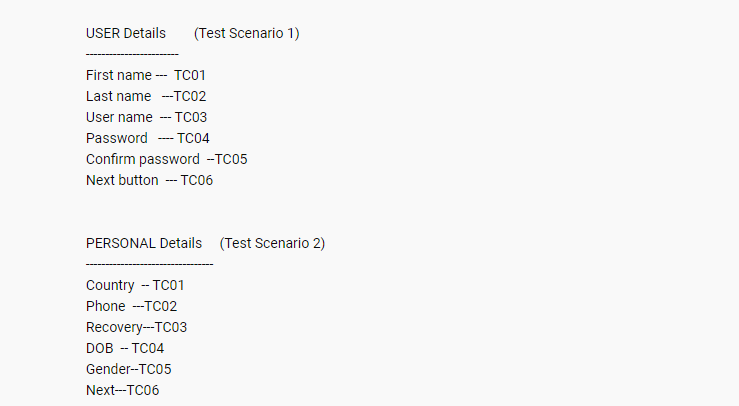 USER Details (Test Scenario 1)
------------------------
First name --- TC01
Last name ---TC02
User name --- TC03
Password ---- TC04
Confirm password --TC05
Next button --- TC06
PERSONAL Details (Test Scenario 2)
---------------------------------
Country -- TC01
Phone ---TC02
Recovery---TC03
DOB -- TC04
Gender--TC05
Next---TC06